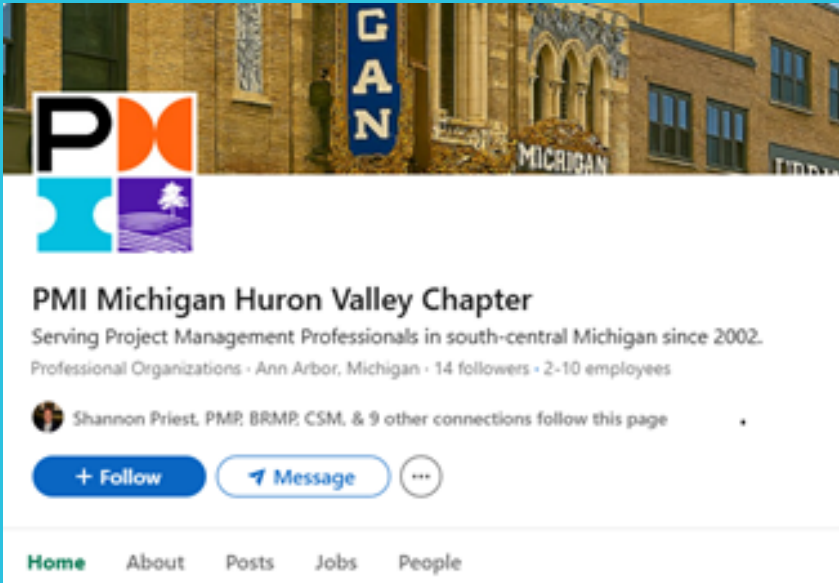 GAN
MICHIGAN
P
PMI Michigan Huron Valley Chapter
Serving Project Management Professionals in south-central Michigan since 2002.
Professional Organizations · Ann Arbor, Michigan · 14 followers · 2-10 employees
Shannon Priest, PMP, BRMP, CSM, & 9 other connections follow this page
+ Follow
Message
Home About Posts Jobs People